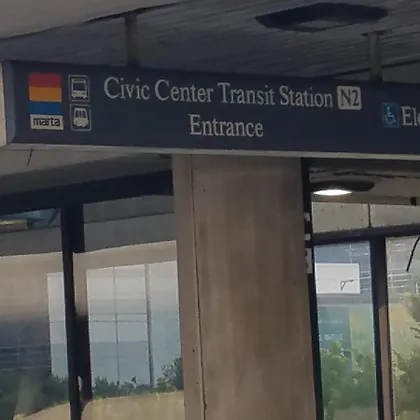 Civic Center Transit Station N2
Entrance
marta